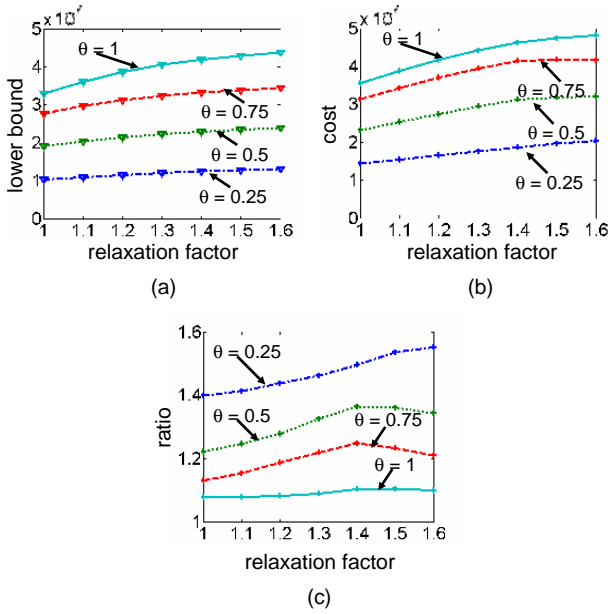 5 x 10⁷
4
3
2
1
0
lower bound
θ = 1
θ = 0.75
θ = 0.5
θ = 0.25
1 1.1 1.2 1.3 1.4 1.5 1.6
relaxation factor
(a)
5 x 10⁷
4
3
2
1
0
cost
θ = 1
θ = 0.75
θ = 0.5
θ = 0.25
1 1.1 1.2 1.3 1.4 1.5 1.6
relaxation factor
(b)
1.6
1.4
1.2
1
ratio
θ = 0.25
θ = 0.5
θ = 0.75
θ = 1
1 1.1 1.2 1.3 1.4 1.5 1.6
relaxation factor
(c)